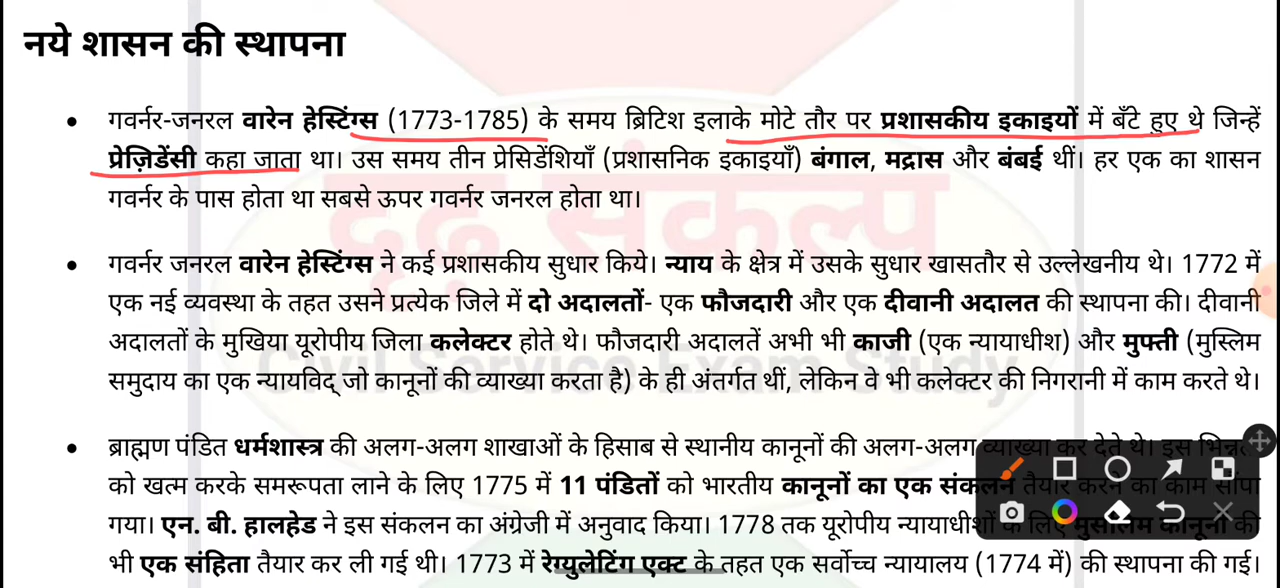 नये शासन की स्थापना
• गवर्नर-जनरल वारेन हेस्टिंग्स (1773-1785) के समय ब्रिटिश इलाके मोटे तौर पर प्रशासकीय इकाइयों में बँटे हुए थे जिन्हें
प्रेज़िडेंसी कहा जाता था। उस समय तीन प्रेसिडेंशियाँ (प्रशासनिक इकाइयाँ) बंगाल, मद्रास और बंबई थीं। हर एक का शासन
गवर्नर के पास होता था सबसे ऊपर गवर्नर जनरल होता था।
• गवर्नर जनरल वारेन हेस्टिंग्स ने कई प्रशासकीय सुधार किये। न्याय के क्षेत्र में उसके सुधार खासतौर से उल्लेखनीय थे। 1772 में
एक नई व्यवस्था के तहत उसने प्रत्येक जिले में दो अदालतों- एक फौजदारी और एक दीवानी अदालत की स्थापना की। दीवानी
अदालतों के मुखिया यूरोपीय जिला कलेक्टर होते थे। फौजदारी अदालतें अभी भी काजी (एक न्यायाधीश) और मुफ्ती (मुस्लिम
समुदाय का एक न्यायविद् जो कानूनों की व्याख्या करता है) के ही अंतर्गत थीं, लेकिन वे भी कलेक्टर की निगरानी में काम करते थे।
• ब्राह्मण पंडित धर्मशास्त्र की अलग-अलग शाखाओं के हिसाब से स्थानीय कानूनों की अलग-अलग व्याख्या कर देते थे। इस
को खत्म करके समरूपता लाने के लिए 1775 में 11 पंडितों को भारतीय कानूनों का एक संकलन तैयार करने का काम सौंपा
गया। एन. बी. हालहेड ने इस संकलन का अंग्रेजी में अनुवाद किया। 1778 तक यूरोपीय न्यायाधीशों के लिए मुसलिम कानूनों की
भी एक संहिता तैयार कर ली गई थी। 1773 में रेग्युलेटिंग एक्ट के तहत एक सर्वोच्च न्यायालय (1774 में) की स्थापना की गई।
दृढ़ संकल्प
Civil Service Exam Study